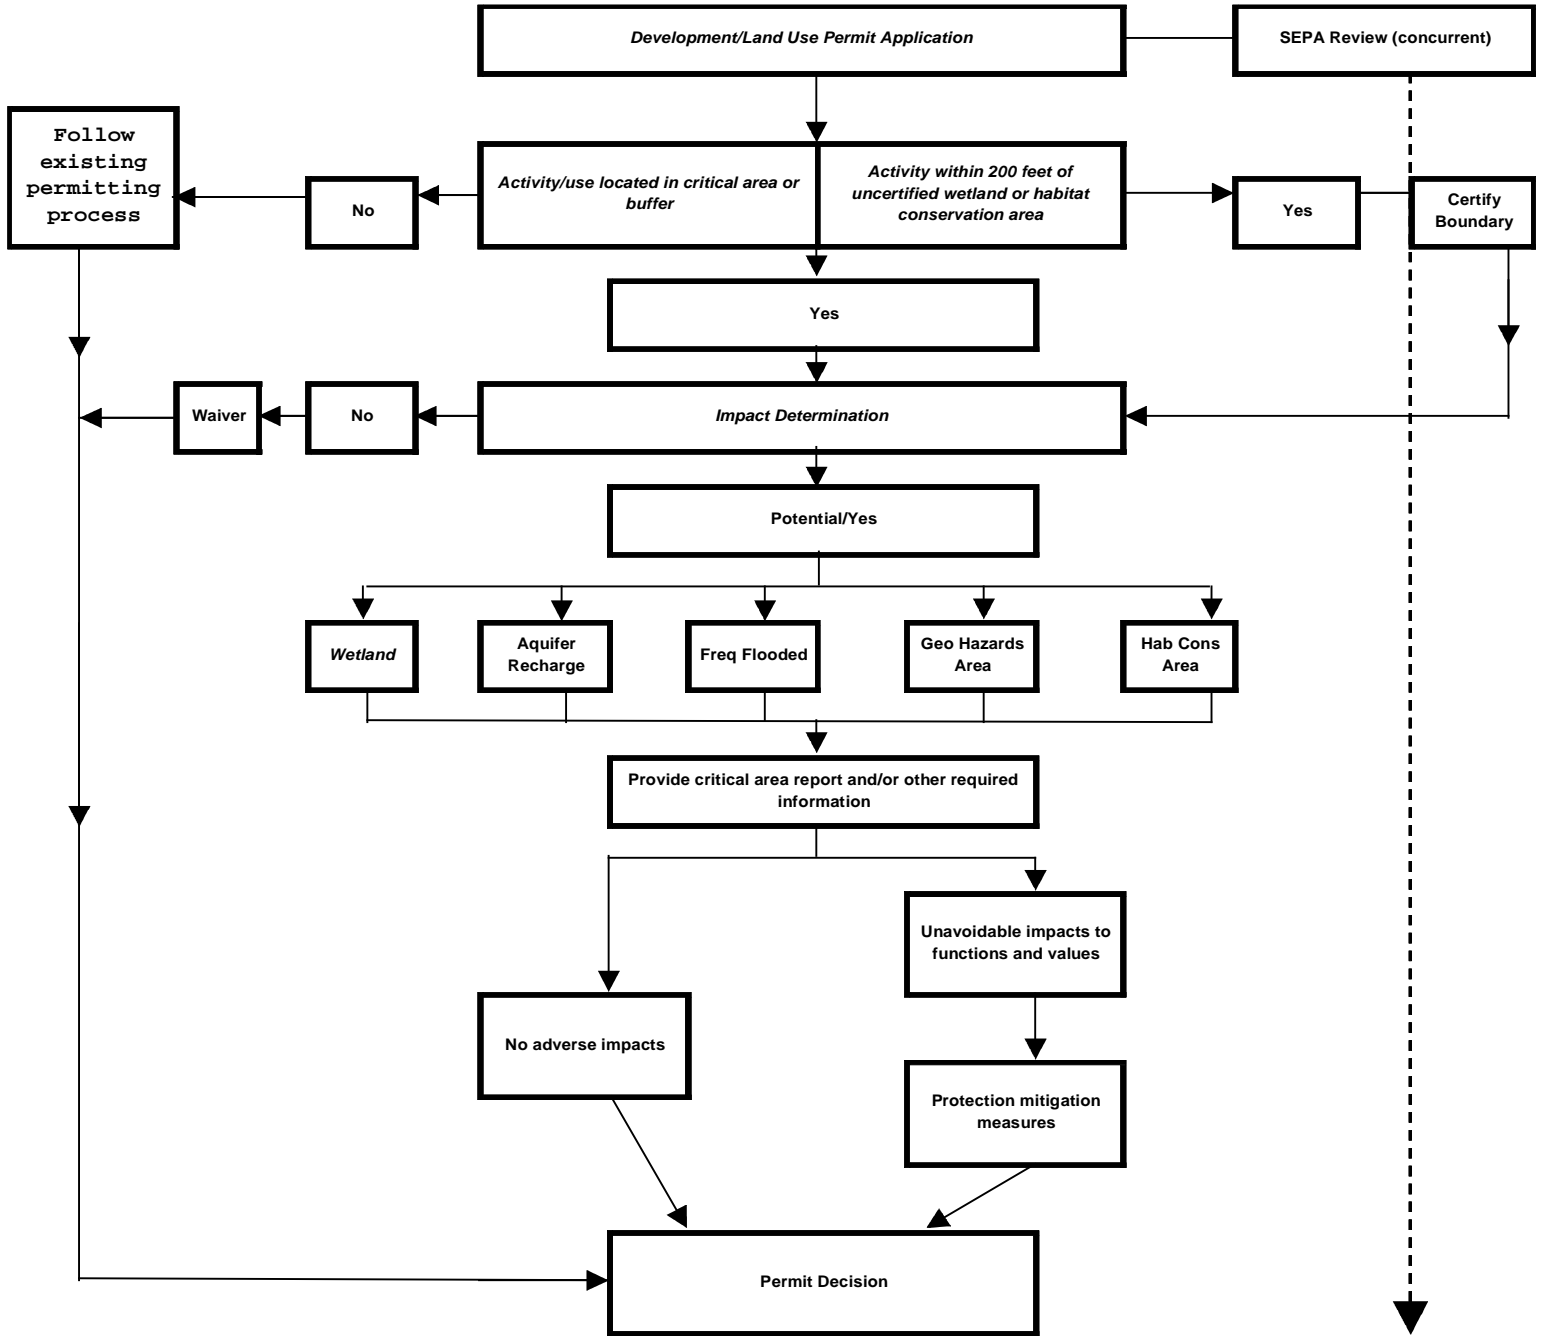 Development/Land Use Permit Application
SEPA Review (concurrent)
Follow
existing
permitting
process
No
Activity/use located in critical area or
buffer
Activity within 200 feet of
uncertified wetland or habitat
conservation area
Yes
Certify
Boundary
Yes
Waiver
No
Impact Determination
Potential/Yes
Wetland
Aquifer
Recharge
Freq Flooded
Geo Hazards
Area
Hab Cons
Area
Provide critical area report and/or other required
information
Unavoidable impacts to
functions and values
No adverse impacts
Protection mitigation
measures
Permit Decision